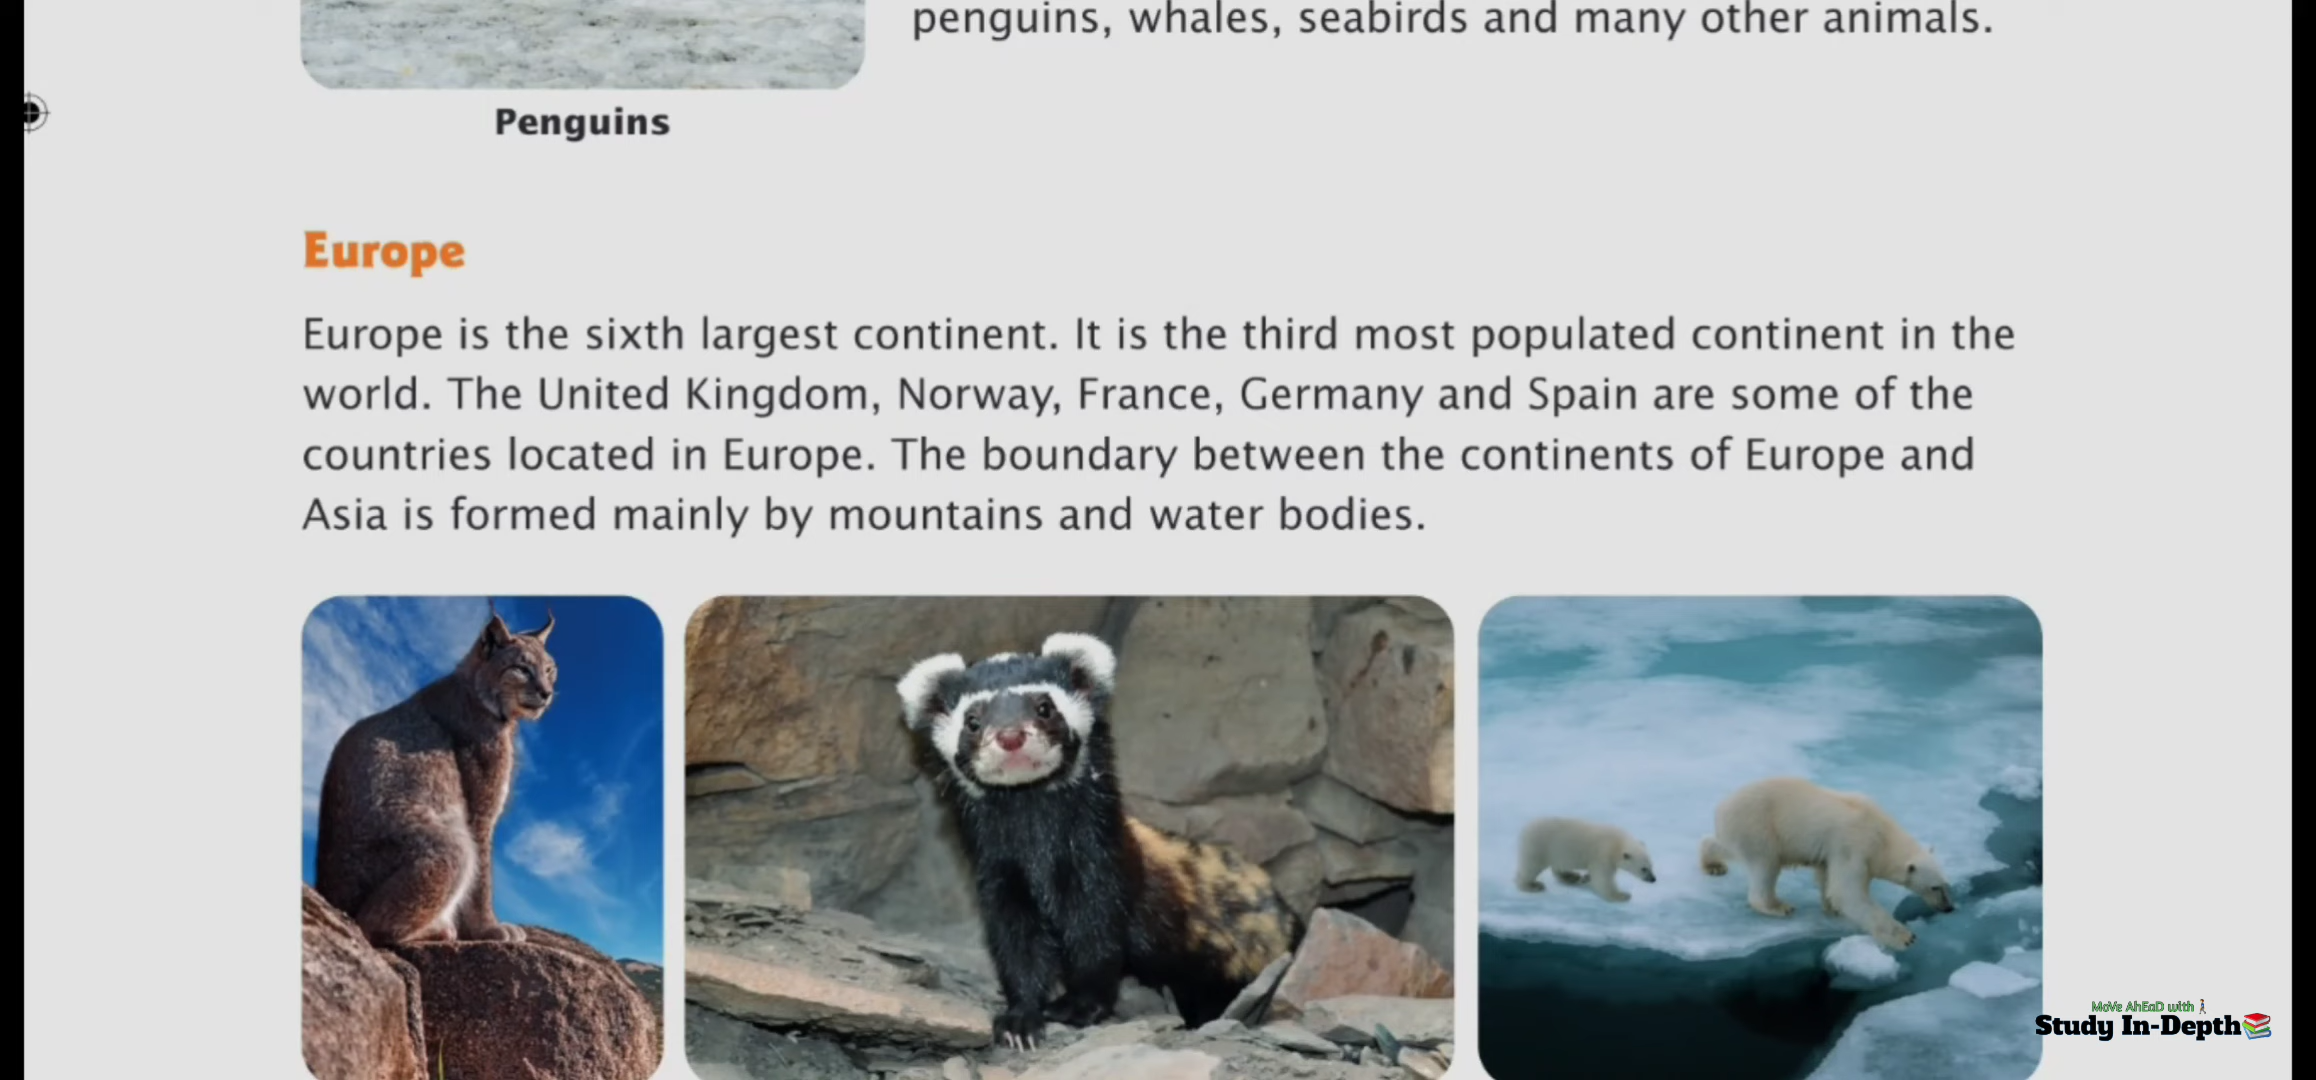 penguins, whales, seabirds and many other animals.
Penguins
Europe
Europe is the sixth largest continent. It is the third most populated continent in the
world. The United Kingdom, Norway, France, Germany and Spain are some of the
countries located in Europe. The boundary between the continents of Europe and
Asia is formed mainly by mountains and water bodies.
MoVe AhEaD with
Study In-Depth